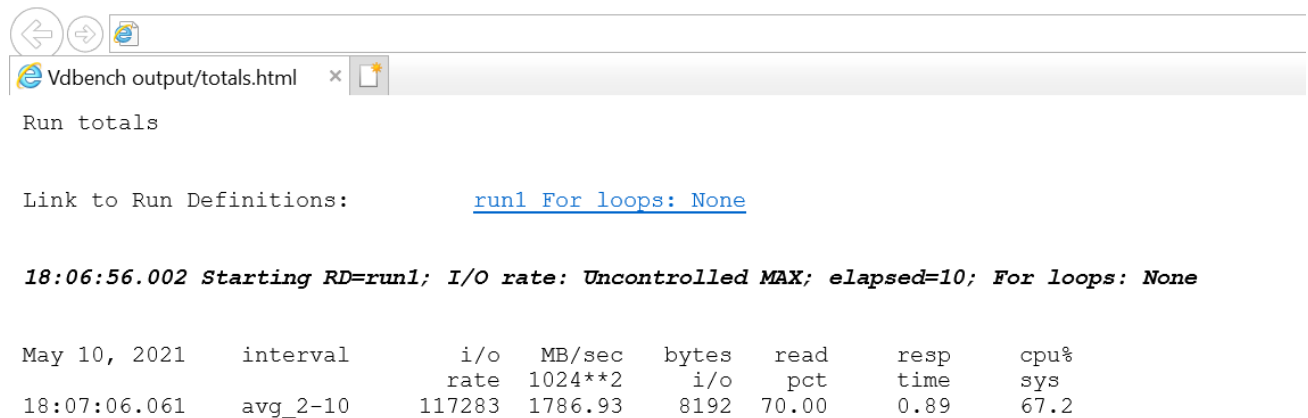 Vdbench output/totals.html
Run totals
Link to Run Definitions: run1 For loops: None
18:06:56.002 Starting RD=run1; I/O rate: Uncontrolled MAX; elapsed=10; For loops: None
May 10, 2021 interval i/o MB/sec bytes read resp cpu%
rate 1024**2 i/o pct time sys
18:07:06.061 avg_2-10 117283 1786.93 8192 70.00 0.89 67.2